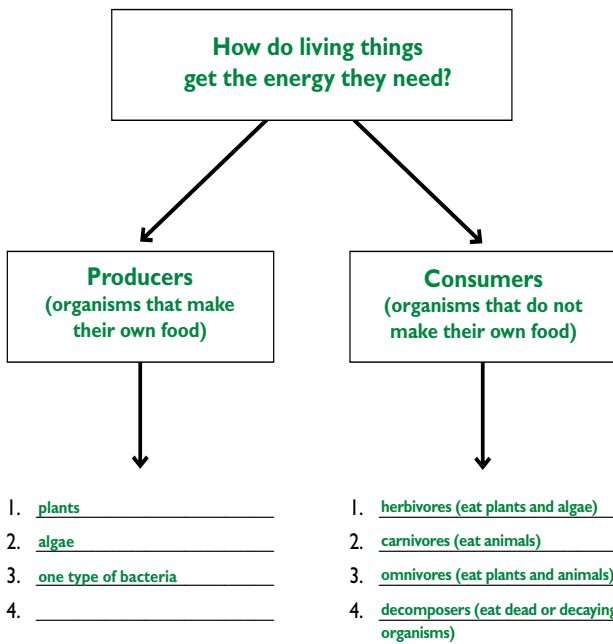 How do living things
get the energy they need?
Producers
(organisms that make
their own food)
Consumers
(organisms that do not
make their own food)
1. plants
2. algae
3. one type of bacteria
4.
1. herbivores (eat plants and algae)
2. carnivores (eat animals)
3. omnivores (eat plants and animals)
4. decomposers (eat dead or decaying
organisms)